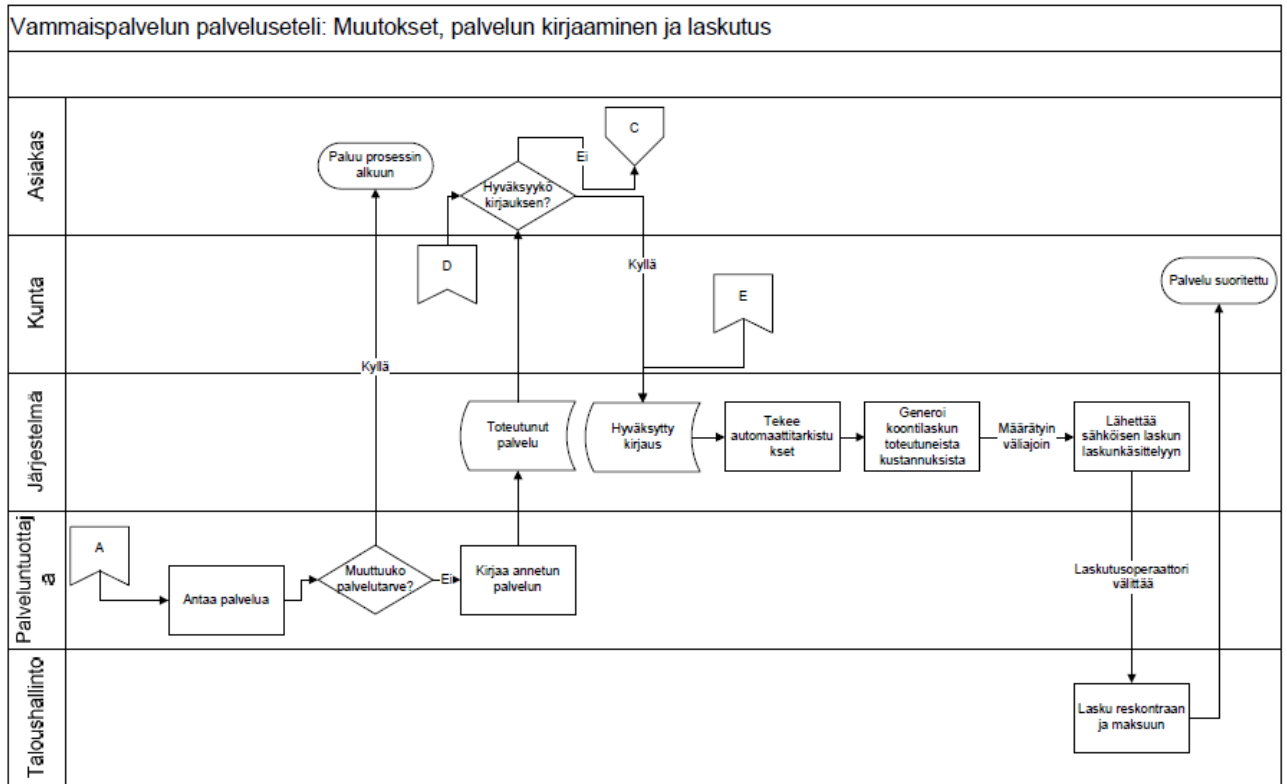 Vammaispalvelun palveluseteli: Muutokset, palvelun kirjaaminen ja laskutus
Asiakas
Paluu prosessin
alkuun
Hyväksyykö
kirjauksen?
Ei
C
Kunta
D
Kyllä
E
Palvelu suoritettu
Kyllä
Järjestelmä
Toteutunut
palvelu
Hyväksytty
kirjaus
Tekee
automaattitarkistu
kset
Generoi
koontilaskun
toteutuneista
kustannuksista
Määrätyin
väliajoin
Lähettää
sähköisen laskun
laskunkäsittelyyn
Palveluntuottaj
a
A
Antaa palvelua
Muuttuuko
palvelutarve?
Ei
Kirjaa annetun
palvelun
Laskutusoperaattori
välittää
Taloushallinto
Lasku reskontraan
ja maksuun